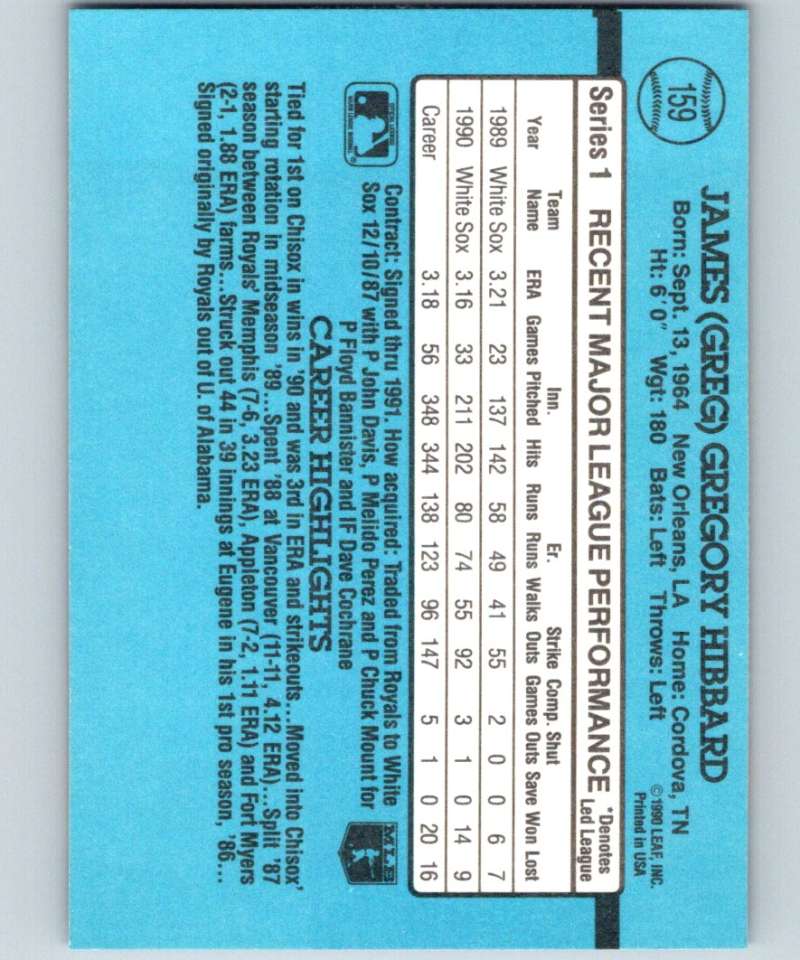 159
JAMES (GREG) GREGORY HIBBARD
Born: Sept. 13, 1964 New Orleans, LA Home: Cordova, TN
Ht: 6'0" Wgt: 180 Bats: Left Throws: Left
©1990 LEAF, INC.
Printed in USA
Series 1 RECENT MAJOR LEAGUE PERFORMANCE *Denotes
Led League
Team Inn. Er. Strike Comp. Shut
Year Name ERA Games Pitched Hits Runs Runs Walks Outs Games Outs Save Won Lost
1989 White Sox 3.21 23 137 142 58 49 41 55 2 0 0 6 7
1990 White Sox 3.16 33 211 202 80 74 55 92 3 1 0 14 9
Career 3.18 56 348 344 138 123 96 147 5 1 0 20 16
Contract: Signed thru 1991. How acquired: Traded from Royals to White
Sox 12/10/87 with P John Davis, P Melido Perez and P Chuck Mount for
P Floyd Bannister and IF Dave Cochrane
MLB
CAREER HIGHLIGHTS
Tied for 1st on Chisox in wins in '90 and was 3rd in ERA and strikeouts...Moved into Chisox'
starting rotation in midseason '89...Spent '88 at Vancouver (11-11, 4.12 ERA)...Split '87
season between Royals' Memphis (7-6, 3.23 ERA), Appleton (7-2, 1.11 ERA) and Fort Myers
(2-1, 1.88 ERA) farms...Struck out 44 in 39 innings at Eugene in his 1st pro season, '86...
Signed originally by Royals out of U. of Alabama.